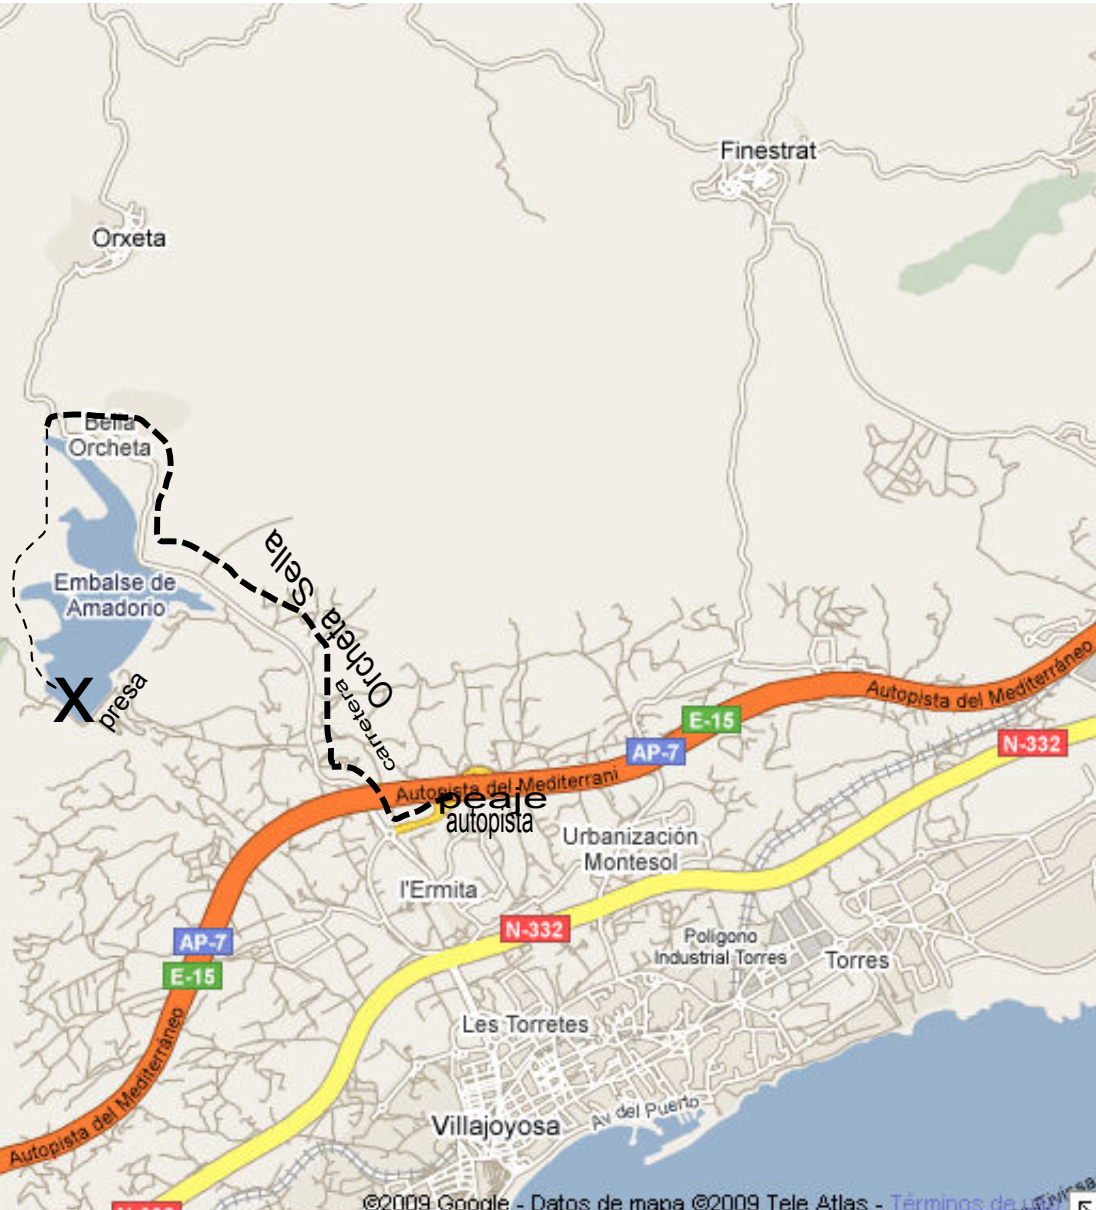 Finestrat
Orxeta
Bella
Orcheta
Sella
Embalse de
Amadorio
Orcheta
carretera
presa
Autopista del Mediterráneo
E-15
AP-7
N-332
Autopista del Mediterrani
peaje
autopista
Urbanización
Montesol
l'Ermita
N-332
AP-7
E-15
Poligono
Industrial Torres
Torres
Autopista del Mediterráneo
Les Torretes
Av del Puerto
Villajoyosa
©2009 Google - Datos de mapa ©2009 Tele Atlas - Términos de